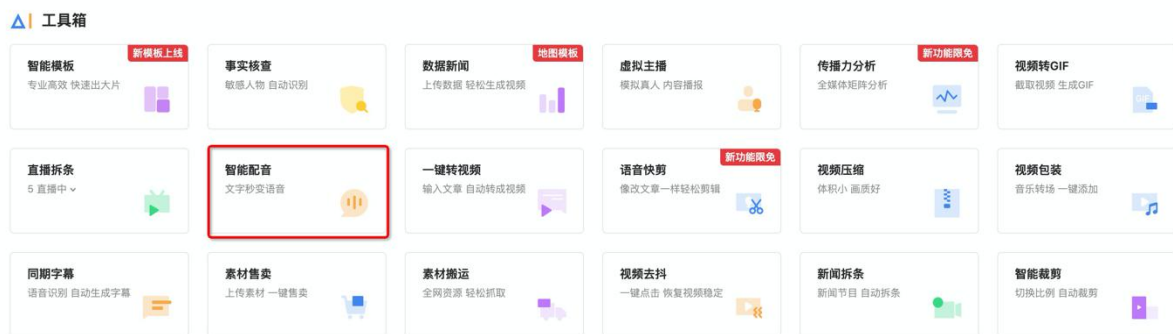 AI 工具箱
新模板上线
地图模板
新功能限免
智能模板 事实核查 数据新闻 虚拟主播 传播力分析 视频转GIF
专业高效 快速出大片 敏感人物 自动识别 上传数据 轻松生成视频 模拟真人 内容播报 全媒体矩阵分析 截取视频 生成GIF
GIF
新功能限免
直播拆条 智能配音 一键转视频 语音快剪 视频压缩 视频包装
5 直播中 文字秒变语音 输入文章 自动转成视频 像改文章一样轻松剪辑 体积小 画质好 音乐转场 一键添加
同期字幕 素材售卖 素材搬运 视频去抖 新闻拆条 智能裁剪
语音识别 自动生成字幕 上传素材 一键售卖 全网资源 轻松抓取 一键点击 恢复视频稳定 新闻节目 自动拆条 切换比例 自动裁剪